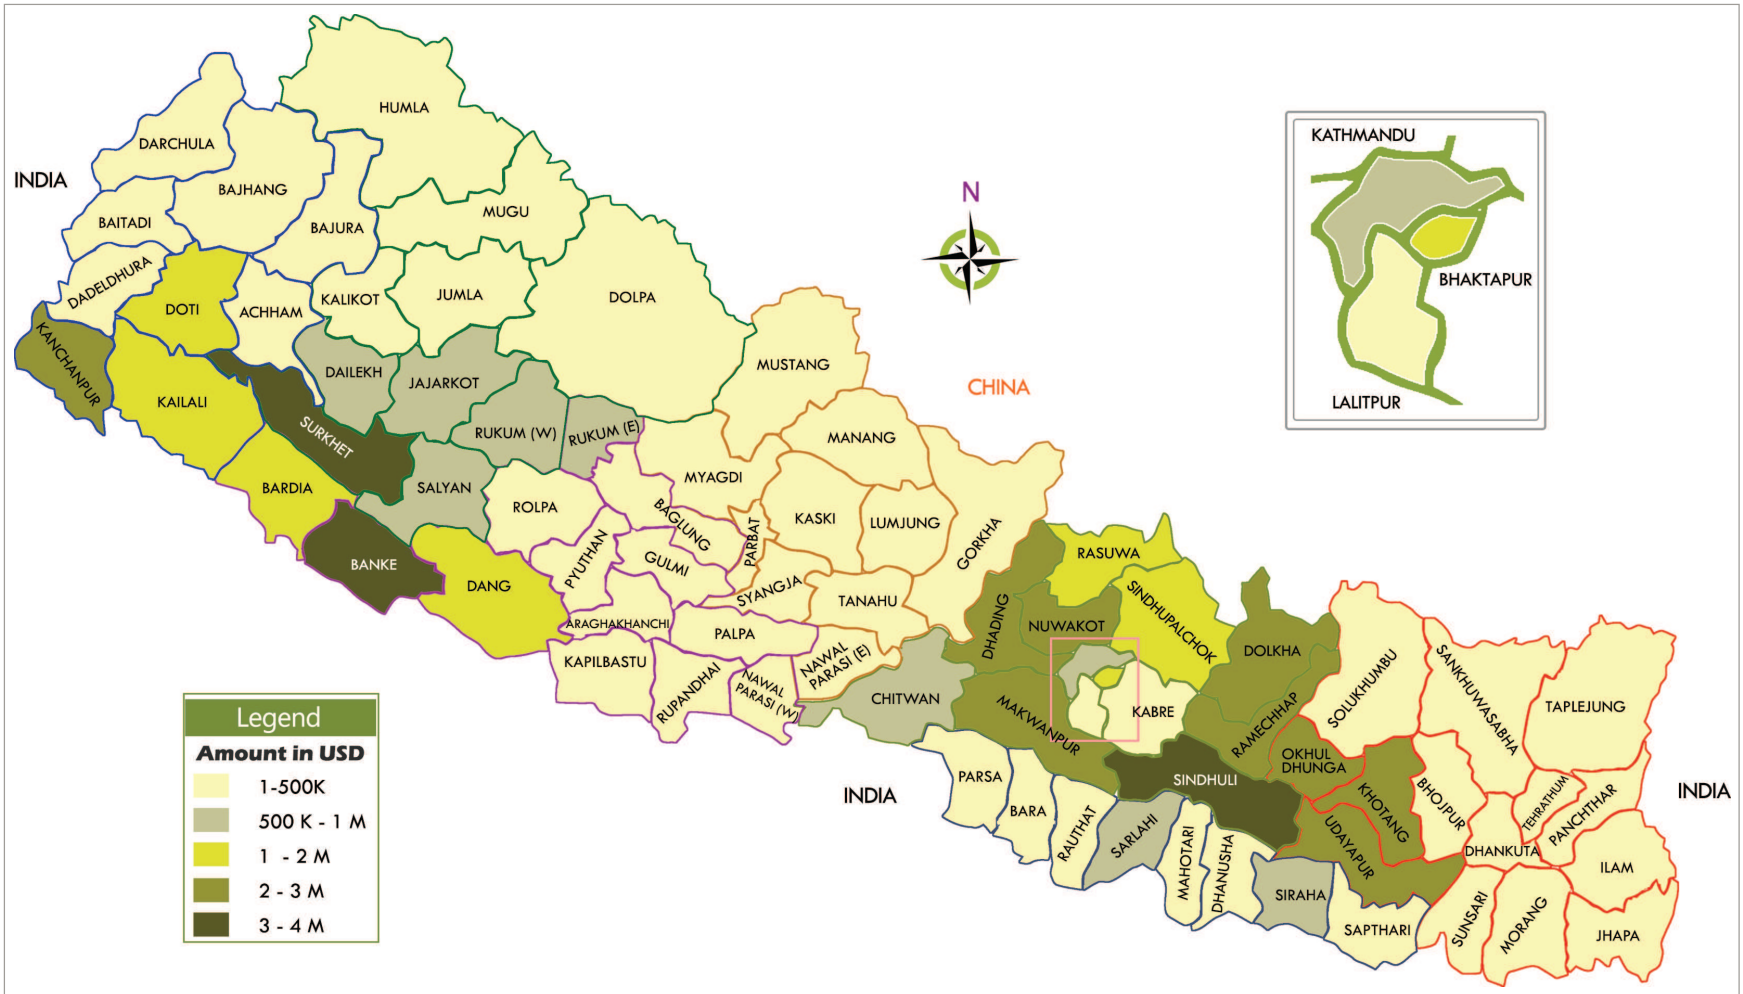 HUMLA
DARCHULA
INDIA
BAJHANG
BAITADI
BAJURA
MUGU
DADELDHURA
DOTI
ACHHAM
KALIKOT
JUMLA
DOLPA
KANCHANPUR
KAILALI
DAILEKH
JAJARKOT
SURKHET
RUKUM (W)
RUKUM (E)
BARDIA
SALYAN
ROLPA
BANKE
DANG
PYUTHAN
N
CHINA
MUSTANG
MANANG
MYAGDI
BAGLUNG
PARBAT
KASKI
LUMJUNG
GORKHA
GULMI
SYANGJA
TANAHU
ARAGHAKHANCHI
PALPA
KAPILBASTU
RUPANDHAI
NAWAL
PARASI (W)
NAWAL
PARASI (E)
CHITWAN
DHADING
RASUWA
NUWAKOT
SINDHUPALCHOK
DOLKHA
KABRE
MAKWANPUR
RAMECHHAP
SINDHULI
OKHUL
DHUNGA
KHOTANG
UDAYAPUR
SOLUKHUMBU
SANKHUWASABHA
TAPLEJUNG
BHOJPUR
TEHRATHUM
PANCHTHAR
DHANKUTA
ILAM
INDIA
PARSA
BARA
RAUTHAT
SARLAHI
MAHOTARI
DHANUSHA
SIRAHA
SAPTHARI
SUNSARI
MORANG
JHAPA
INDIA
KATHMANDU
BHAKTAPUR
LALITPUR
Legend
Amount in USD
1-500K
500 K - 1 M
1 - 2 M
2 - 3 M
3 - 4 M